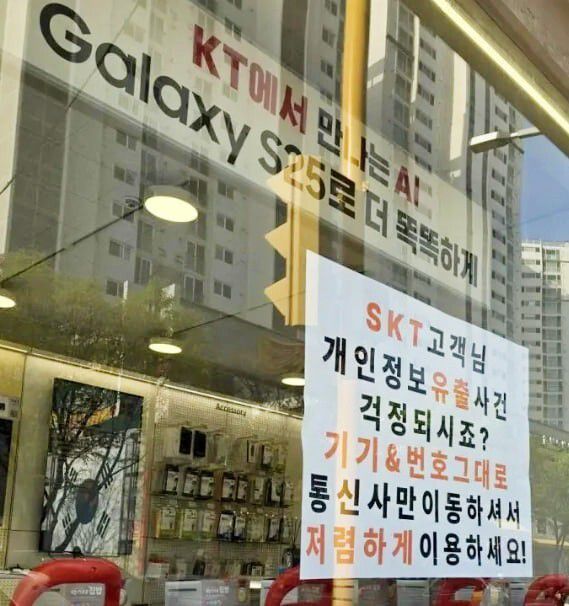 KT에서 만나는 AI
Galaxy S25로 더 똑똑하게
SKT고객님
개인정보유출사건
걱정되시죠?
기기&번호그대로
통신사만이동하셔서
저렴하게이용하세요!
Accessory